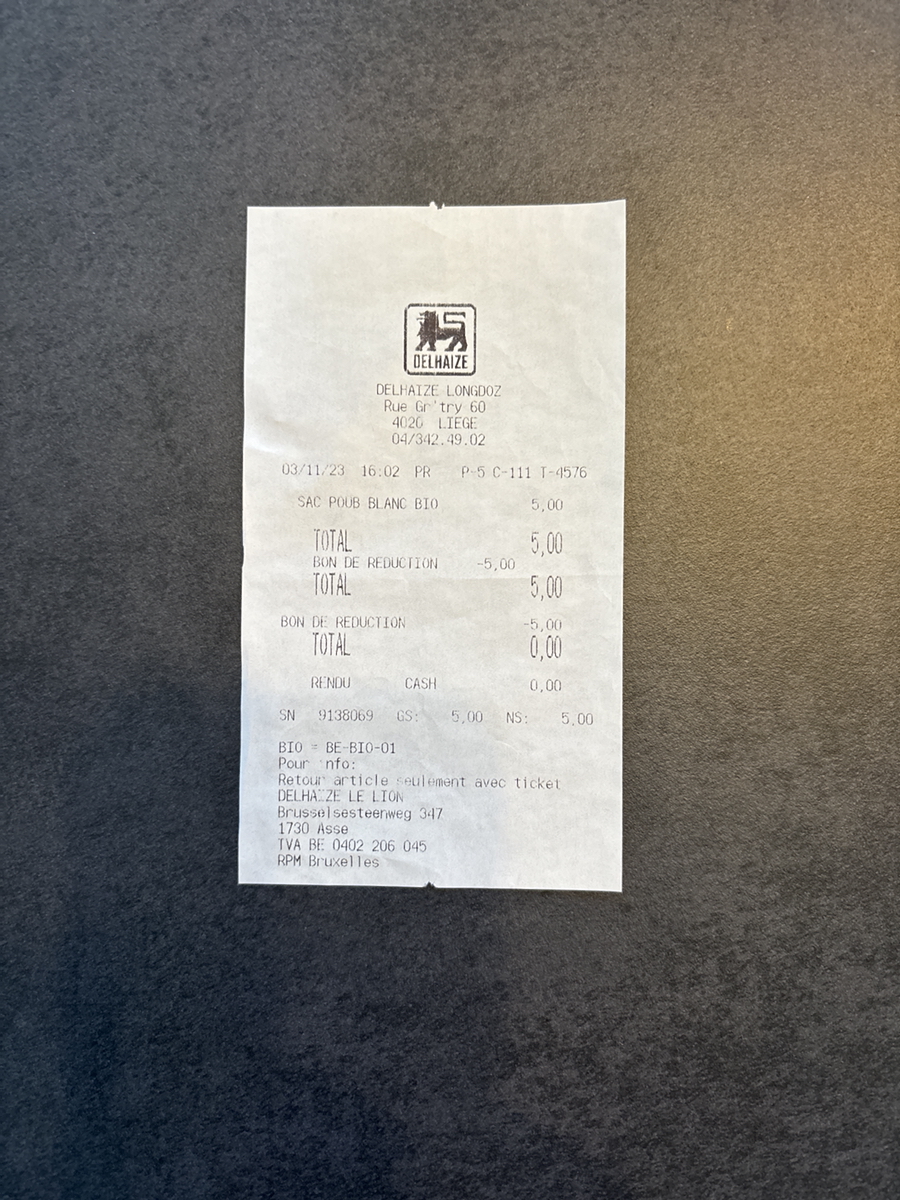 DELHAIZE
DELHAIZE LONGDOZ
Rue Gr'try 60
4020 LIEGE
04/342.49.02
03/11/23 16:02 PR P-5 C-111 T-4576
SAC POUB BLANC BIO 5,00
TOTAL 5,00
BON DE REDUCTION -5,00
TOTAL 5,00
BON DE REDUCTION -5,00
TOTAL 0,00
RENDU CASH 0,00
SN 9138069 GS: 5,00 NS: 5,00
BIO = BE-BIO-01
Pour nfo:
Retour article seulement avec ticket
DELHAIZE LE LION
Brusselsesteenweg 347
1730 Asse
TVA BE 0402 206 045
RPM Bruxelles